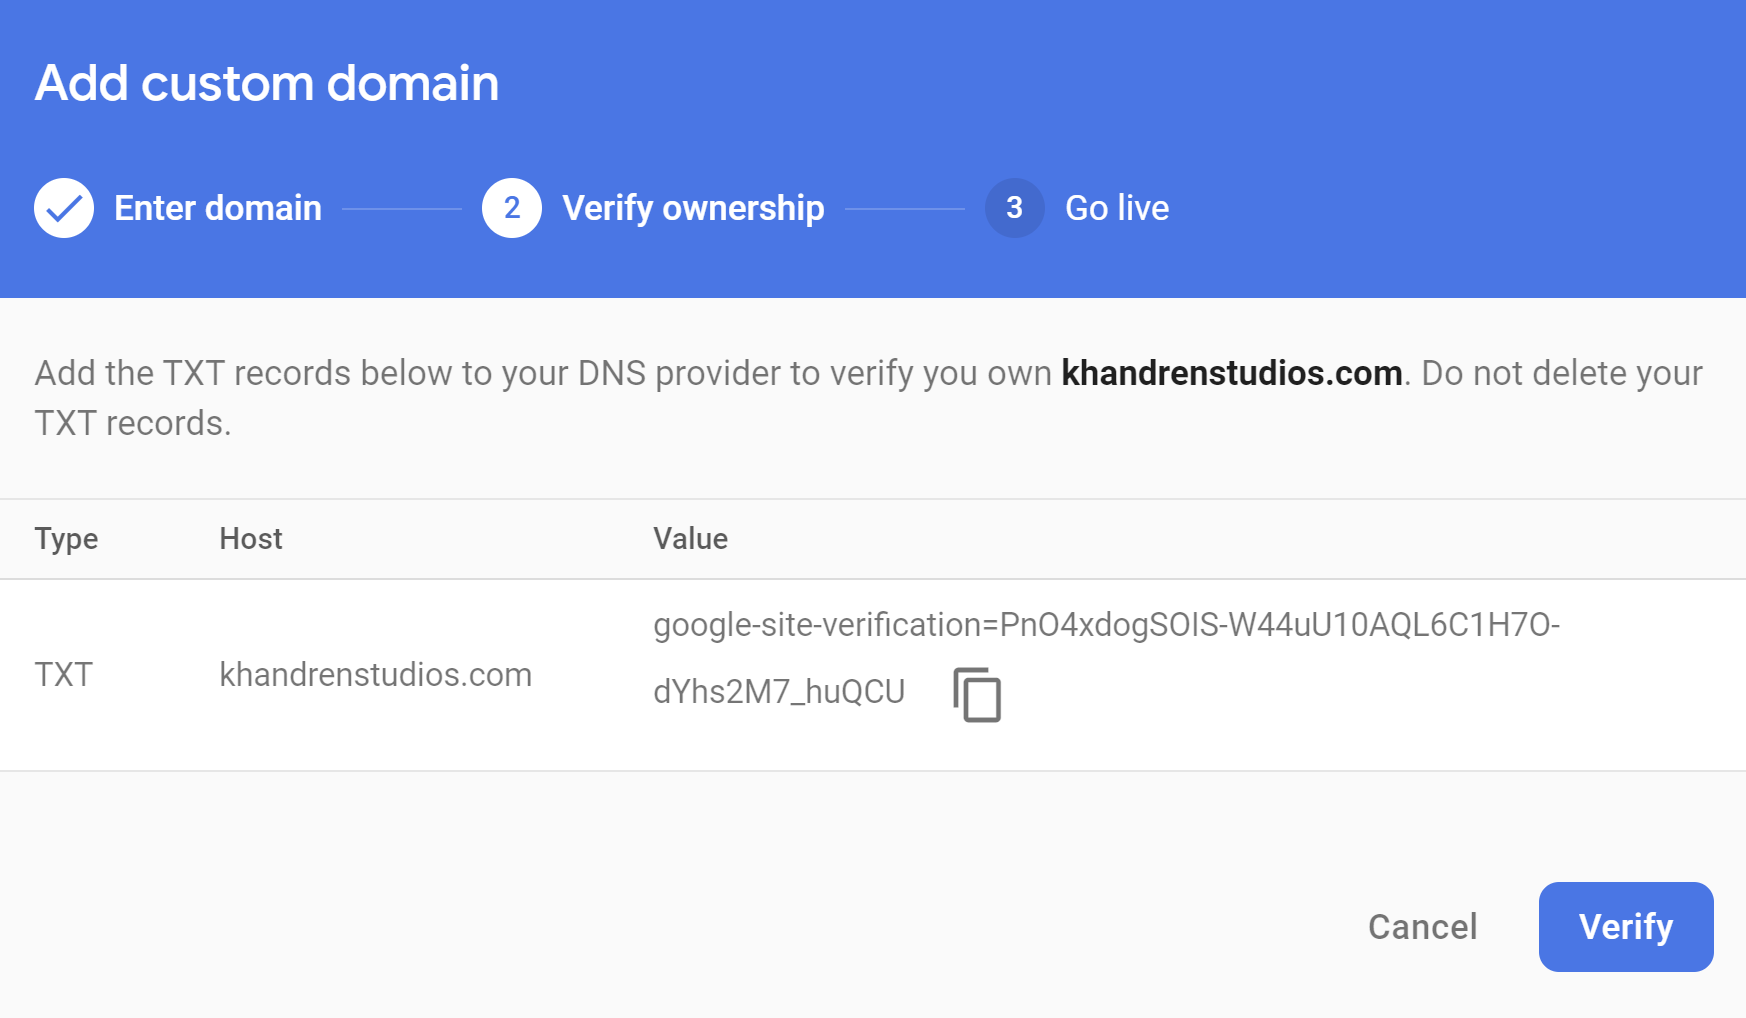 Add custom domain
Enter domain
2 Verify ownership
3 Go live
Add the TXT records below to your DNS provider to verify you own khandrenstudios.com. Do not delete your
TXT records.
Type Host Value
TXT khandrenstudios.com google-site-verification=PnO4xdogSOIS-W44uU10AQL6C1H7O-
dYhs2M7_huQCU
Cancel Verify